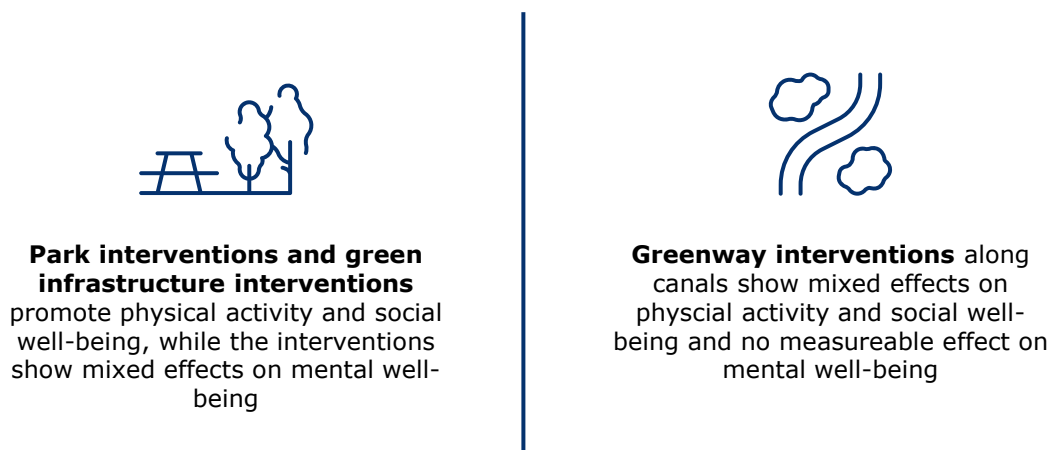 Park interventions and green
infrastructure interventions
promote physical activity and social
well-being, while the interventions
show mixed effects on mental well-
being
Greenway interventions along
canals show mixed effects on
physcial activity and social well-
being and no measureable effect on
mental well-being